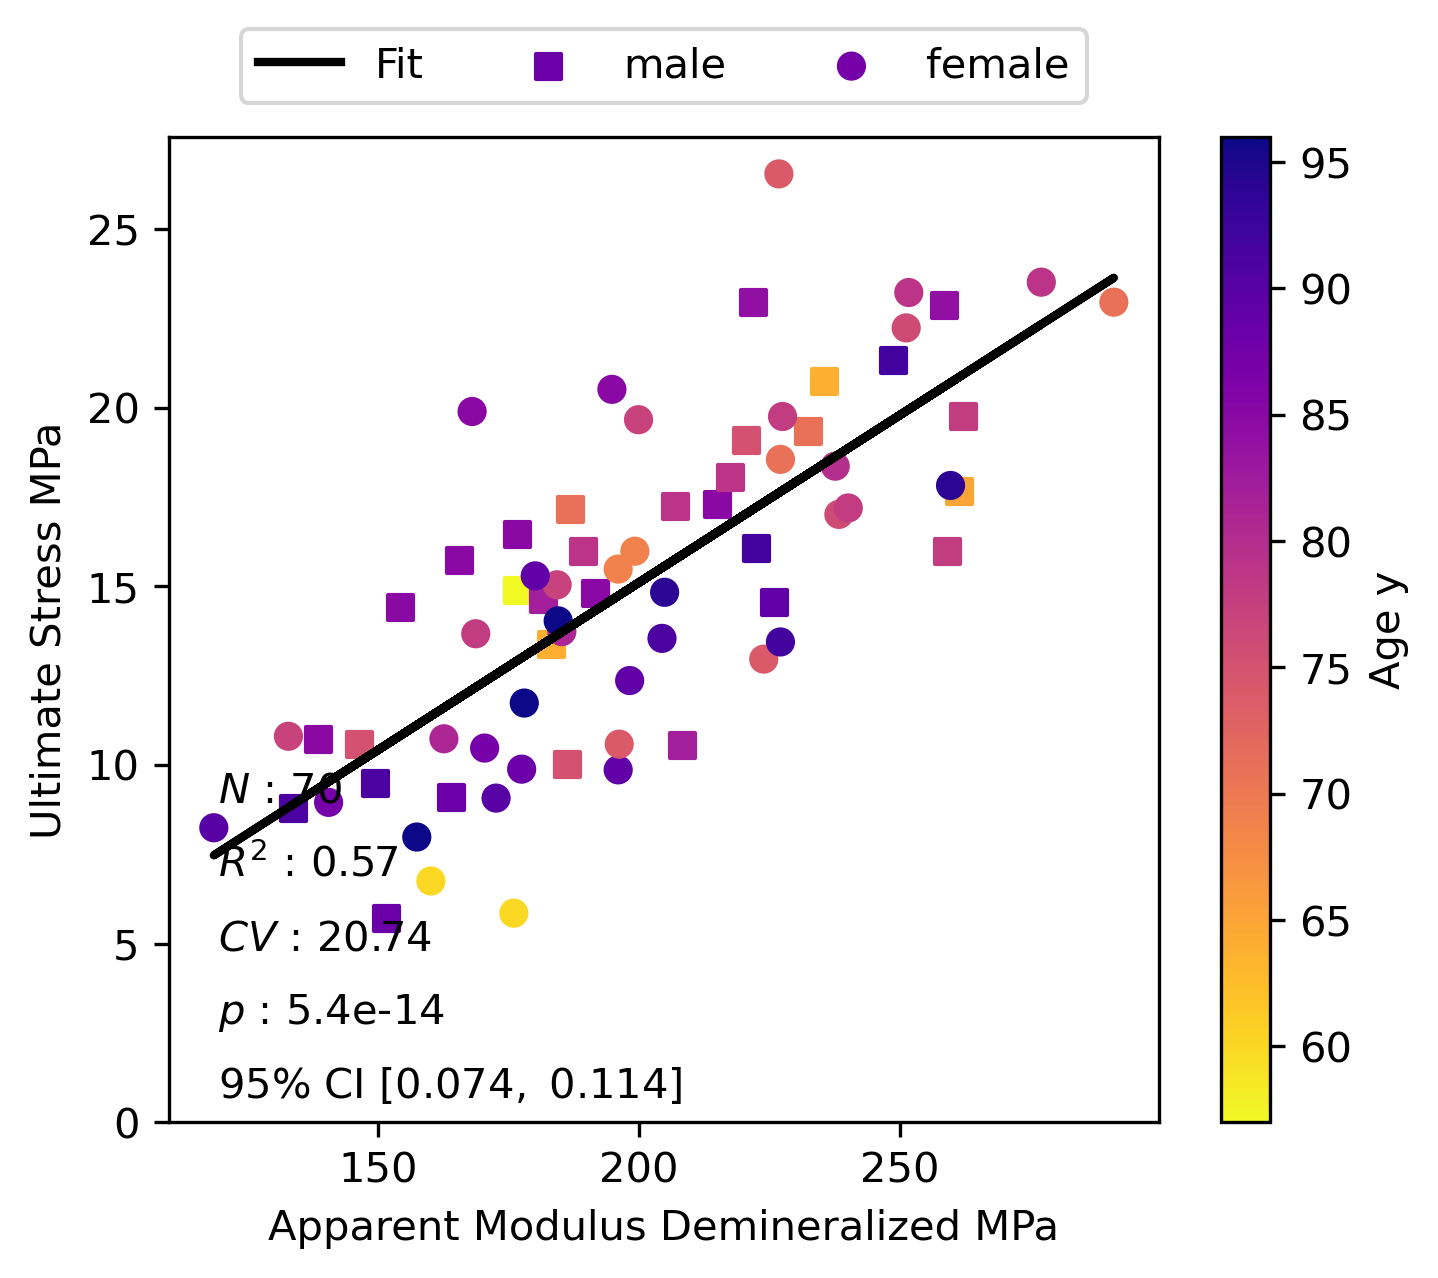 Fit male female
25
20
15
10
5
0
Ultimate Stress MPa
N : 70
R² : 0.57
CV : 20.74
p : 5.4e-14
95% CI [0.074, 0.114]
150 200 250
Apparent Modulus Demineralized MPa
95
90
85
80
75
70
65
60
Age y